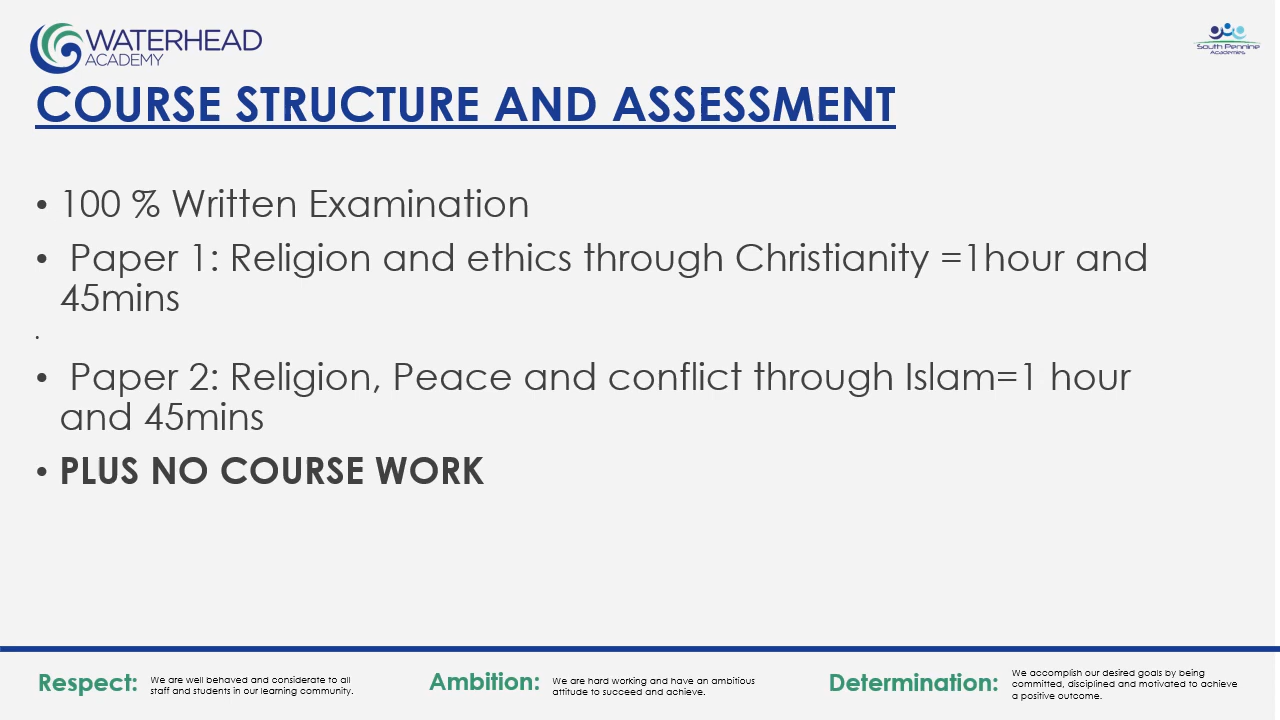 WATERHEAD
ACADEMY
South Pennine
Academies
COURSE STRUCTURE AND ASSESSMENT
• 100 % Written Examination
• Paper 1: Religion and ethics through Christianity =1hour and
45mins
•
• Paper 2: Religion, Peace and conflict through Islam=1 hour
and 45mins
• PLUS NO COURSE WORK
Respect: We are well behaved and considerate to all
staff and students in our learning community.
Ambition: We are hard working and have an ambitious
attitude to succeed and achieve.
Determination: We accomplish our desired goals by being
committed, disciplined and motivated to achieve
a positive outcome.